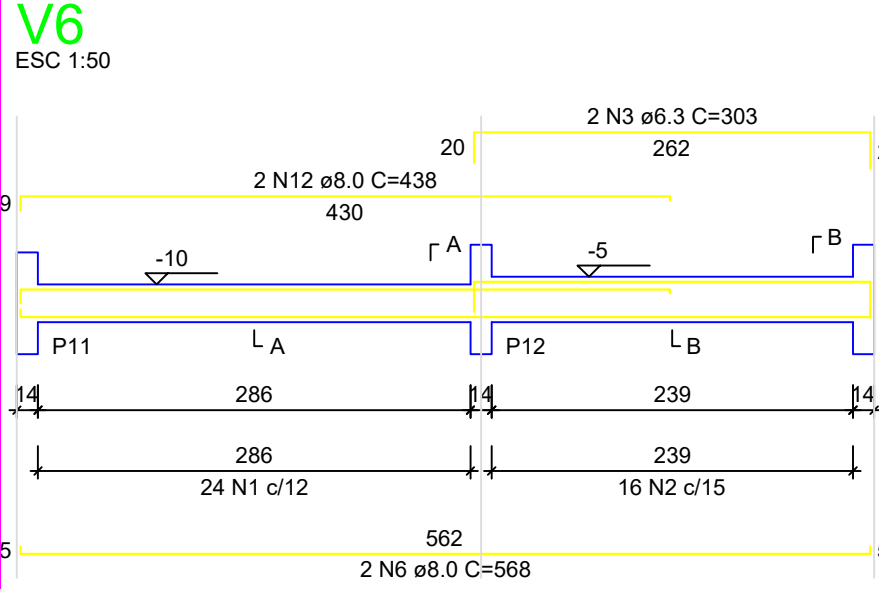 V6
ESC 1:50
2 N3 ø6.3 C=303
20
262
2 N12 ø8.0 C=438
9
430
A
B
-10
-5
P11
A
P12
B
14
286
14
239
14
286
239
24 N1 c/12
16 N2 c/15
562
5
2 N6 ø8.0 C=568